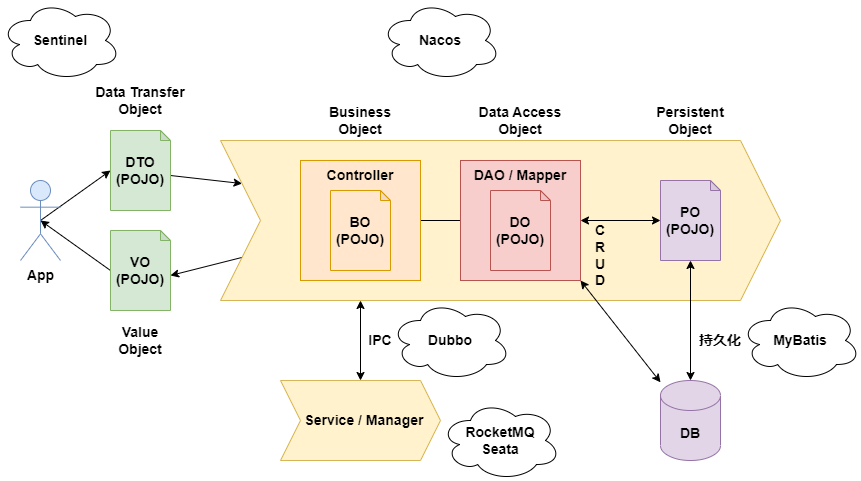 Sentinel
Nacos
Data Transfer
Object
Business
Object
Data Access
Object
Persistent
Object
DTO
(POJO)
Controller
BO
(POJO)
DAO / Mapper
DO
(POJO)
PO
(POJO)
C
R
U
D
App
VO
(POJO)
Value
Object
IPC
Dubbo
持久化
MyBatis
Service / Manager
RocketMQ
Seata
DB